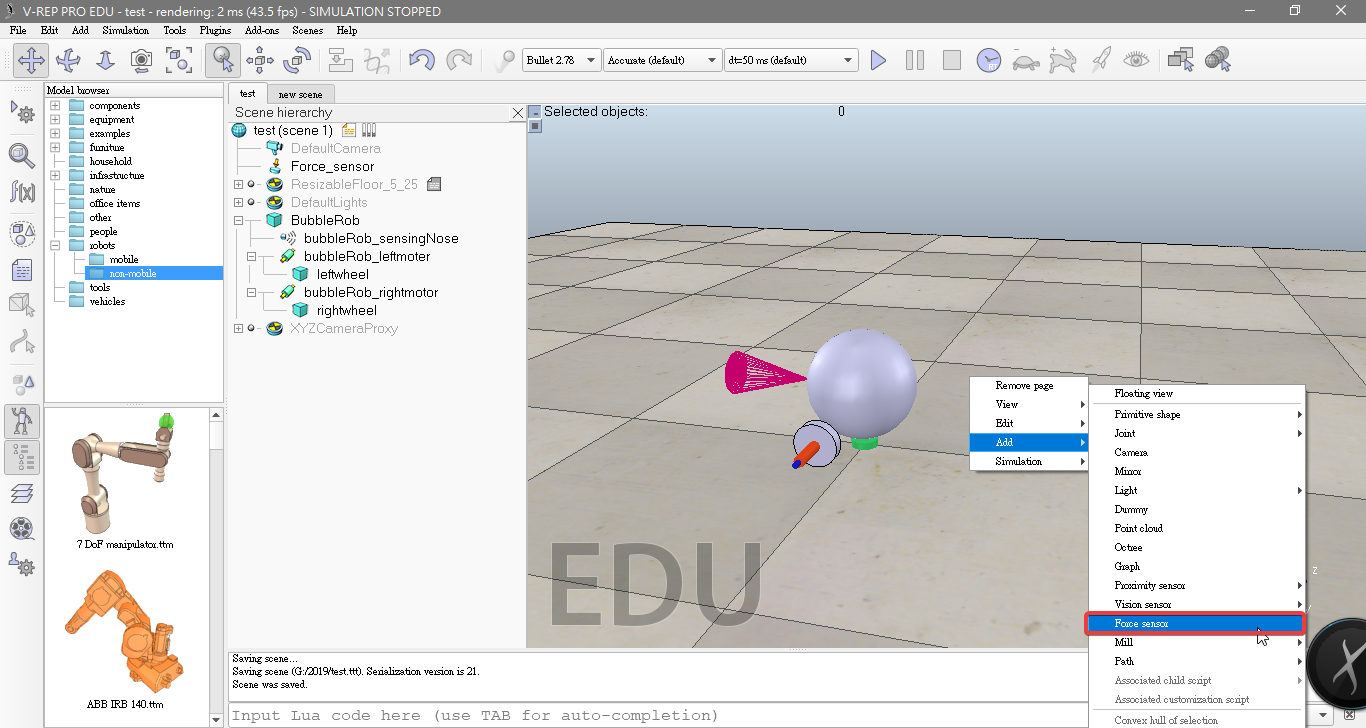 V-REP PRO EDU - test - rendering: 2 ms (43.5 fps) - SIMULATION STOPPED
File Edit Add Simulation Tools Plugins Add-ons Scenes Help
Bullet 2.78 Accurate (default) dt=50 ms (default)
RT
Model browser
components
equipment
examples
furniture
household
infrastructure
nature
office items
other
people
robots
mobile
non-mobile
tools
vehicles
7 DoF manipulator.ttm
ABB IRB 140.ttm
f(x)
test new scene
Scene hierarchy
test (scene 1)
DefaultCamera
Force_sensor
ResizableFloor_5_25
DefaultLights
BubbleRob
bubbleRob_sensingNose
bubbleRob_leftmoter
leftwheel
bubbleRob_rightmotor
rightwheel
XYZCameraProxy
Selected objects: 0
EDU
z
Remove page
View
Edit
Add
Simulation
Floating view
Primitive shape
Joint
Camera
Mirror
Light
Dummy
Point cloud
Octree
Graph
Proximity sensor
Vision sensor
Force sensor
Mill
Path
Associated child script
Associated customization script
Convex hull of selection
Saving scene...
Saving scene (G:/2019/test.ttt). Serialization version is 21.
Scene was saved.
Input Lua code here (use TAB for auto-completion)